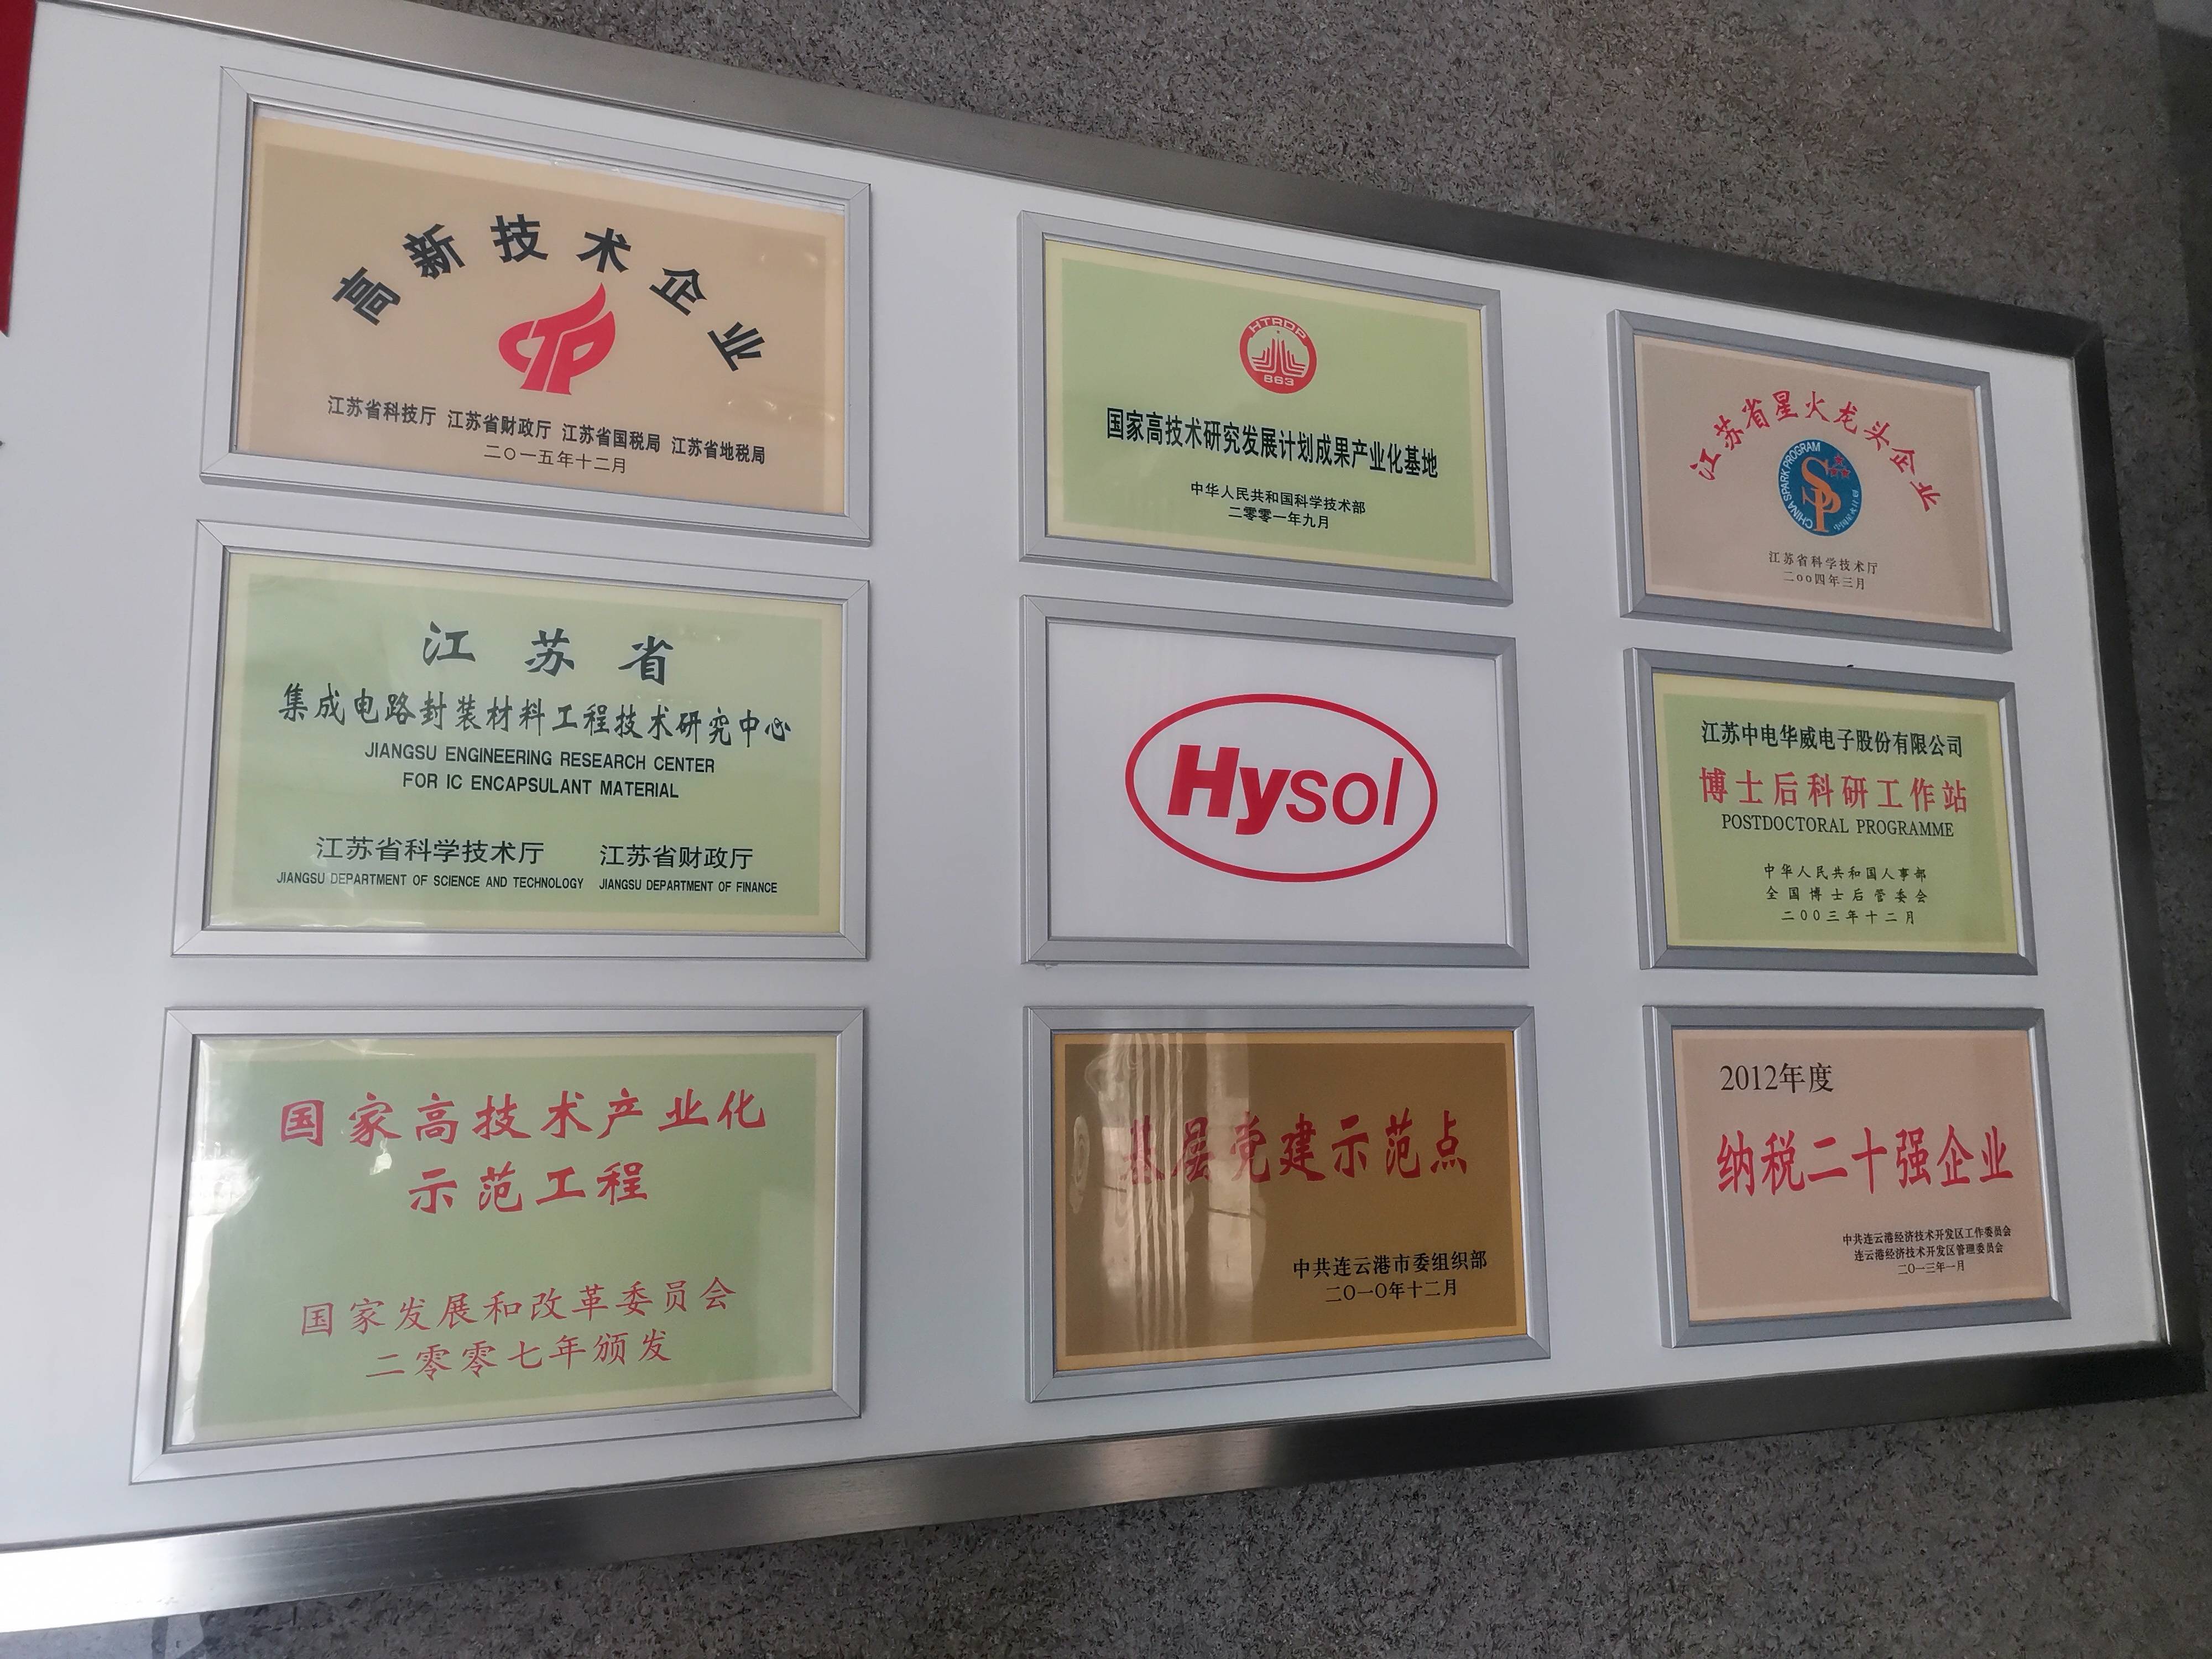 高新技术企业
江苏省科技厅 江苏省财政厅 江苏省国税局 江苏省地税局
二〇一五年十二月
HTRDP
863
国家高技术研究发展计划成果产业化基地
中华人民共和国科学技术部
二零零一年九月
江苏省星火龙头企业
CHINA SPARK PROGRAM
SP
中国星火计划
江苏省科学技术厅
二oo四年三月
江苏省
集成电路封装材料工程技术研究中心
JIANGSU ENGINEERING RESEARCH CENTER
FOR IC ENCAPSULANT MATERIAL
江苏省科学技术厅 江苏省财政厅
JIANGSU DEPARTMENT OF SCIENCE AND TECHNOLOGY JIANGSU DEPARTMENT OF FINANCE
Hysol
江苏中电华威电子股份有限公司
博士后科研工作站
POSTDOCTORAL PROGRAMME
中华人民共和国人事部
全国博士后管委会
二00三年十二月
国家高技术产业化
示范工程
国家发展和改革委员会
二零零七年颁发
基层党建示范点
中共连云港市委组织部
二〇一〇年十二月
2012年度
纳税二十强企业
中共连云港经济技术开发区工作委员会
连云港经济技术开发区管理委员会
二〇一三年一月